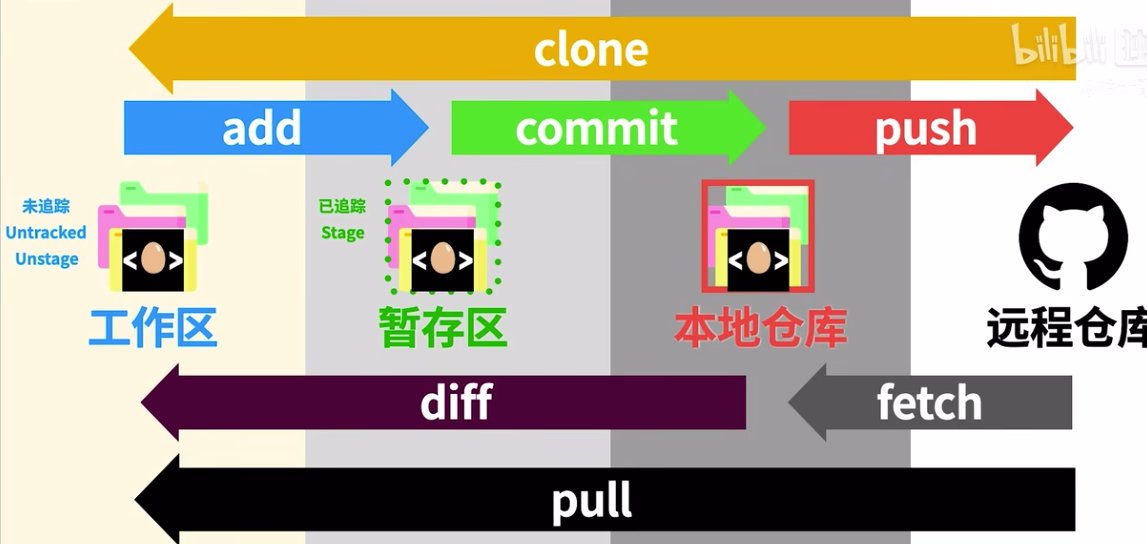 clone
bilibili
add
commit
push
未追踪
Untracked
Unstage
已追踪
Stage
< >
< >
< >
工作区
暂存区
本地仓库
远程仓库
diff
fetch
pull